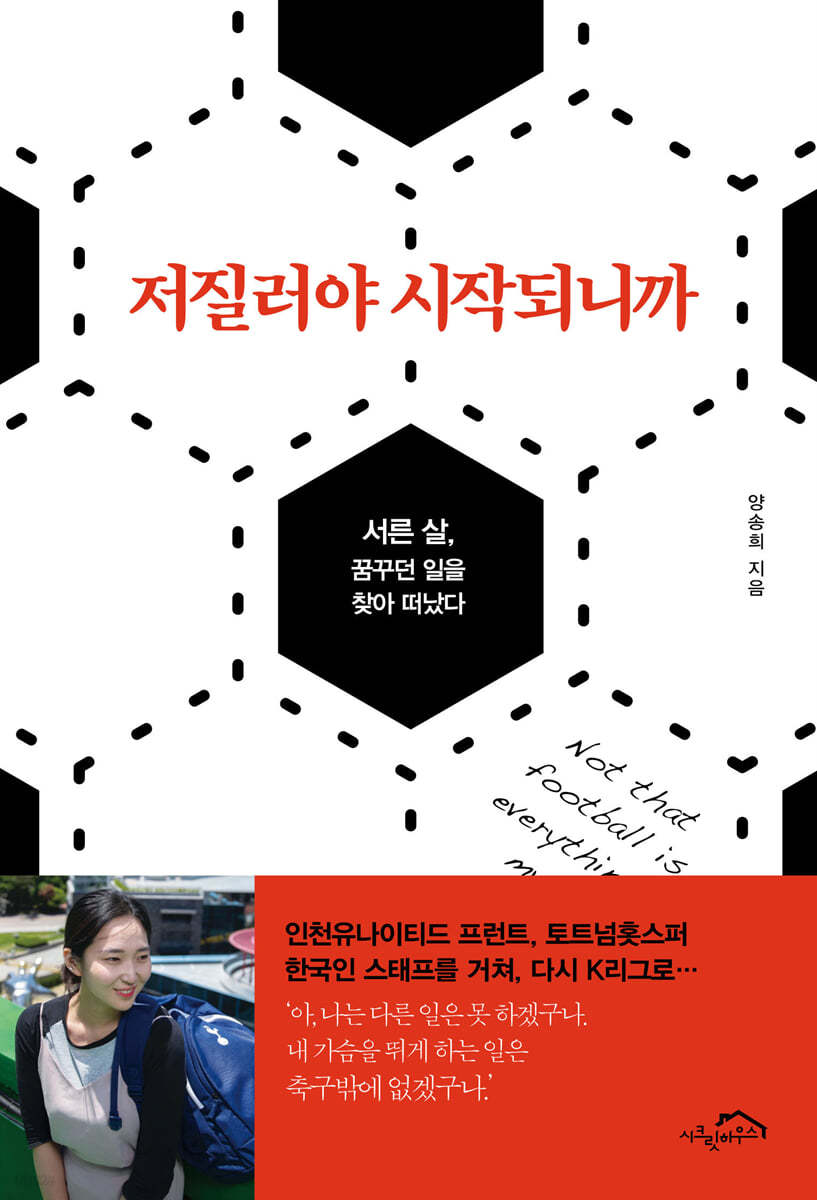 저질러야 시작되니까
서른 살,
꿈꾸던 일을
찾아 떠났다
양송희 지음
Not that
football is
인천유나이티드 프런트, 토트넘홋스퍼
한국인 스태프를 거쳐, 다시 K리그로…
‘아, 나는 다른 일은 못 하겠구나.
내 가슴을 뛰게 하는 일은
축구밖에 없겠구나.’
시크릿하우스